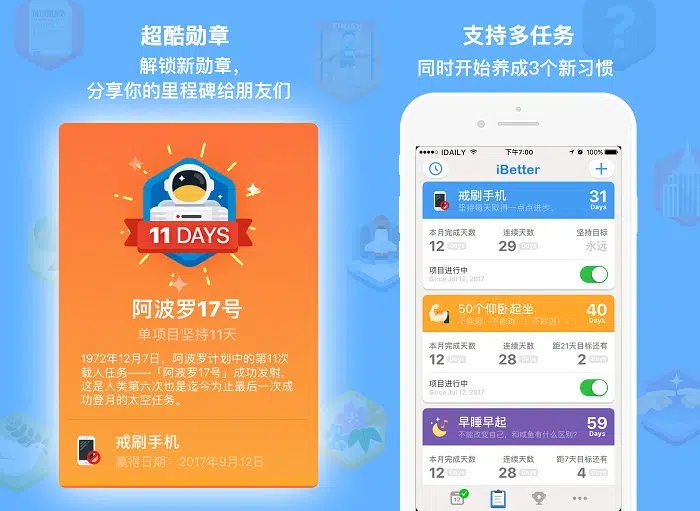 超酷勋章
解锁新勋章，
分享你的里程碑给朋友们
11 DAYS
阿波罗17号
单项目坚持11天
1972年12月7日，阿波罗计划中的第11次
载人任务——「阿波罗17号」成功发射，
这是人类第六次也是迄今为止最后一次成
功登月的太空任务。
戒刷手机
赢得日期：2017年9月12日
支持多任务
同时开始养成3个新习惯
IDAILY 下午7:00 100%
iBetter
戒刷手机 31
坚持每天取得一点点进步。 Days
本月完成天数 连续天数 坚持目标
12 Days 29 Days 永远
项目进行中
Since Jul 12, 2017
50个仰卧起坐 40
Days
本月完成天数 连续天数 距21天目标还有
12 Days 28 Days 2 Days
项目进行中
Since Jul 12, 2017
早睡早起 59
不能改变自己，和咸鱼有什么区别? Days
本月完成天数 连续天数 距7天目标还有
12 Days 28 Days 4 Days
12